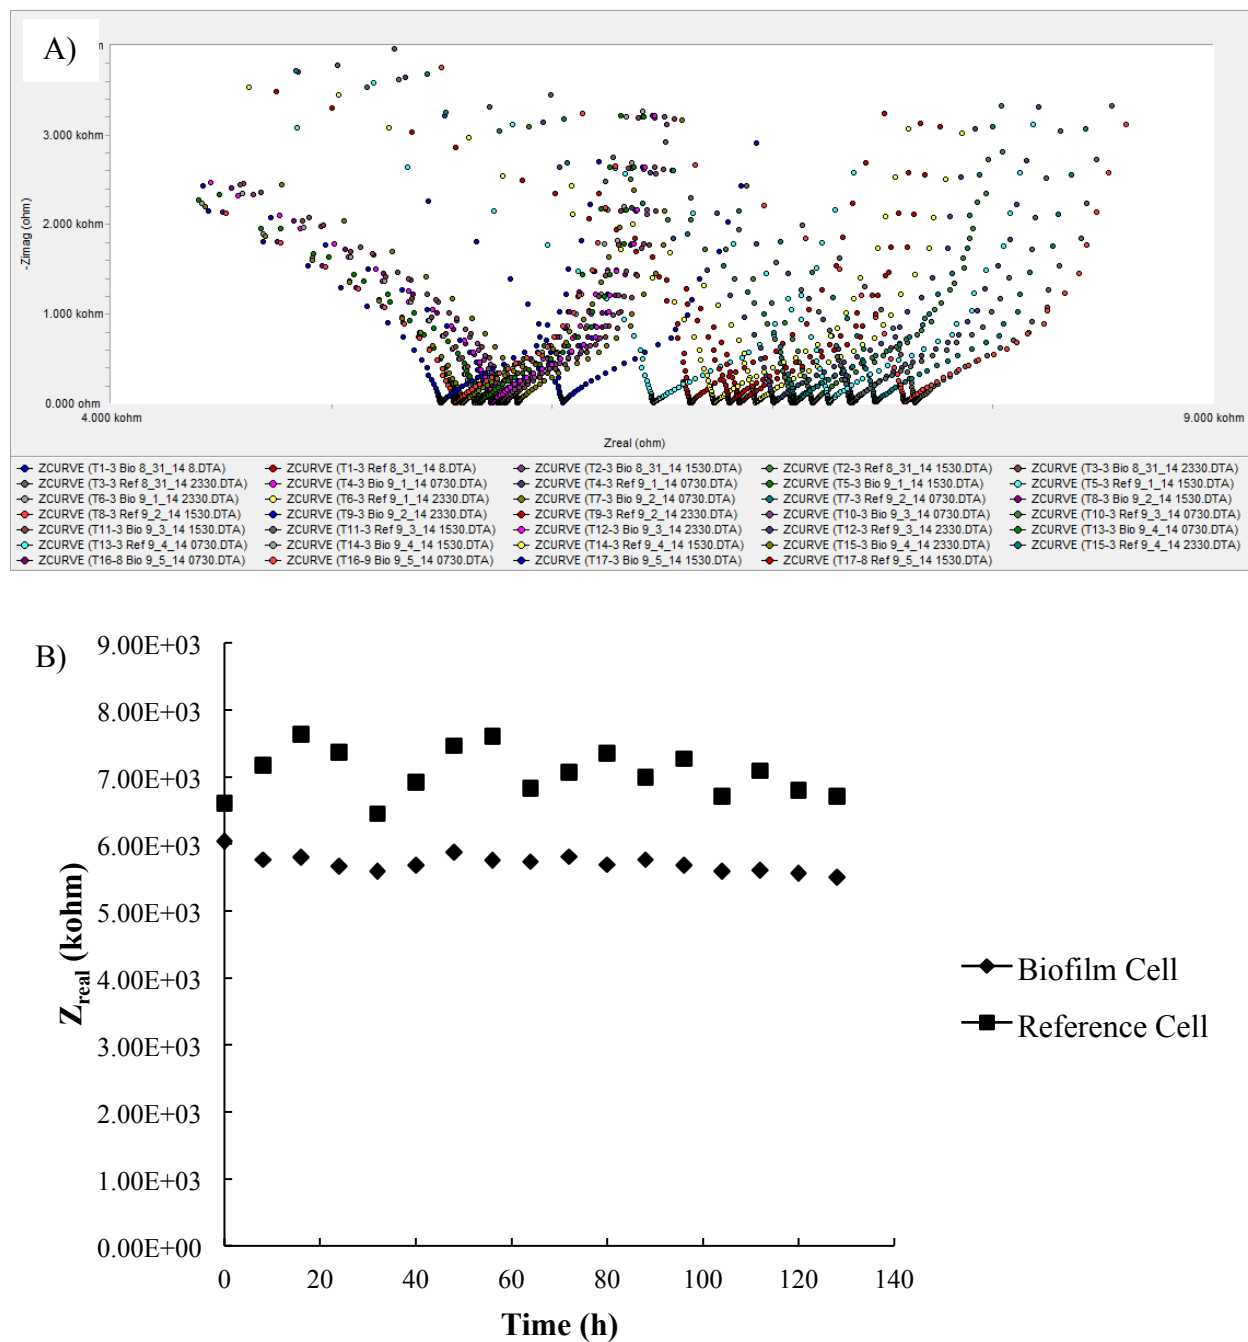 A)
m
3.000 kohm
2.000 kohm
1.000 kohm
0.000 ohm
-Zimag (ohm)
4.000 kohm
9.000 kohm
Zreal (ohm)
ZCURVE (T1-3 Bio 8_31_14 8.DTA) ZCURVE (T1-3 Ref 8_31_14 8.DTA) ZCURVE (T2-3 Bio 8_31_14 1530.DTA) ZCURVE (T2-3 Ref 8_31_14 1530.DTA) ZCURVE (T3-3 Bio 8_31_14 2330.DTA)
ZCURVE (T3-3 Ref 8_31_14 2330.DTA) ZCURVE (T4-3 Bio 9_1_14 0730.DTA) ZCURVE (T4-3 Ref 9_1_14 0730.DTA) ZCURVE (T5-3 Bio 9_1_14 1530.DTA) ZCURVE (T5-3 Ref 9_1_14 1530.DTA)
ZCURVE (T6-3 Bio 9_1_14 2330.DTA) ZCURVE (T6-3 Ref 9_1_14 2330.DTA) ZCURVE (T7-3 Bio 9_2_14 0730.DTA) ZCURVE (T7-3 Ref 9_2_14 0730.DTA) ZCURVE (T8-3 Bio 9_2_14 1530.DTA)
ZCURVE (T8-3 Ref 9_2_14 1530.DTA) ZCURVE (T9-3 Bio 9_2_14 2330.DTA) ZCURVE (T9-3 Ref 9_2_14 2330.DTA) ZCURVE (T10-3 Bio 9_3_14 0730.DTA) ZCURVE (T10-3 Ref 9_3_14 0730.DTA)
ZCURVE (T11-3 Bio 9_3_14 1530.DTA) ZCURVE (T11-3 Ref 9_3_14 1530.DTA) ZCURVE (T12-3 Bio 9_3_14 2330.DTA) ZCURVE (T12-3 Ref 9_3_14 2330.DTA) ZCURVE (T13-3 Bio 9_4_14 0730.DTA)
ZCURVE (T13-3 Ref 9_4_14 0730.DTA) ZCURVE (T14-3 Bio 9_4_14 1530.DTA) ZCURVE (T14-3 Ref 9_4_14 1530.DTA) ZCURVE (T15-3 Bio 9_4_14 2330.DTA) ZCURVE (T15-3 Ref 9_4_14 2330.DTA)
ZCURVE (T16-8 Bio 9_5_14 0730.DTA) ZCURVE (T16-9 Bio 9_5_14 0730.DTA) ZCURVE (T17-3 Bio 9_5_14 1530.DTA) ZCURVE (T17-8 Ref 9_5_14 1530.DTA)
B)
9.00E+03
8.00E+03
7.00E+03
6.00E+03
5.00E+03
4.00E+03
3.00E+03
2.00E+03
1.00E+03
0.00E+00
Zreal (kohm)
0 20 40 60 80 100 120 140
Time (h)
Biofilm Cell
Reference Cell